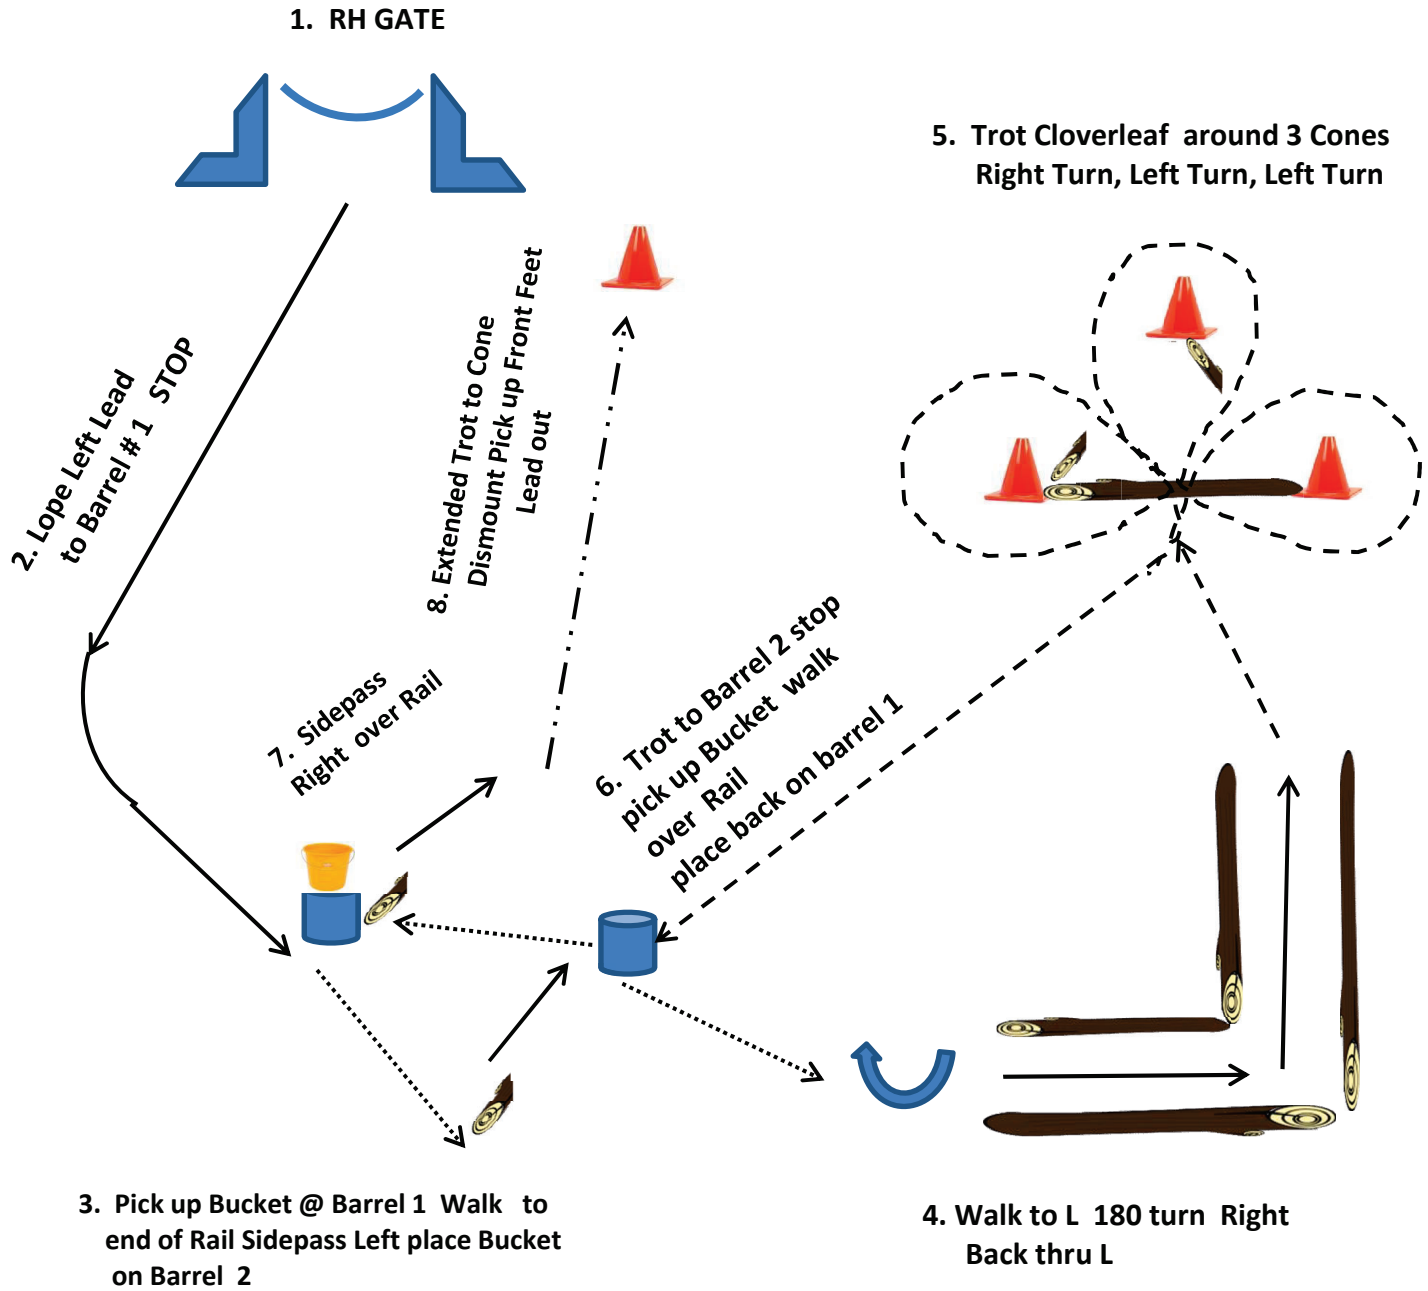 1. RH GATE
5. Trot Cloverleaf around 3 Cones
Right Turn, Left Turn, Left Turn
2. Lope Left Lead
to Barrel # 1 STOP
8. Extended Trot to Cone
Dismount Pick up Front Feet
Lead out
7. Sidepass
Right over Rail
6. Trot to Barrel 2 stop
pick up Bucket walk
over Rail
place back on barrel 1
3. Pick up Bucket @ Barrel 1 Walk to
end of Rail Sidepass Left place Bucket
on Barrel 2
4. Walk to L 180 turn Right
Back thru L